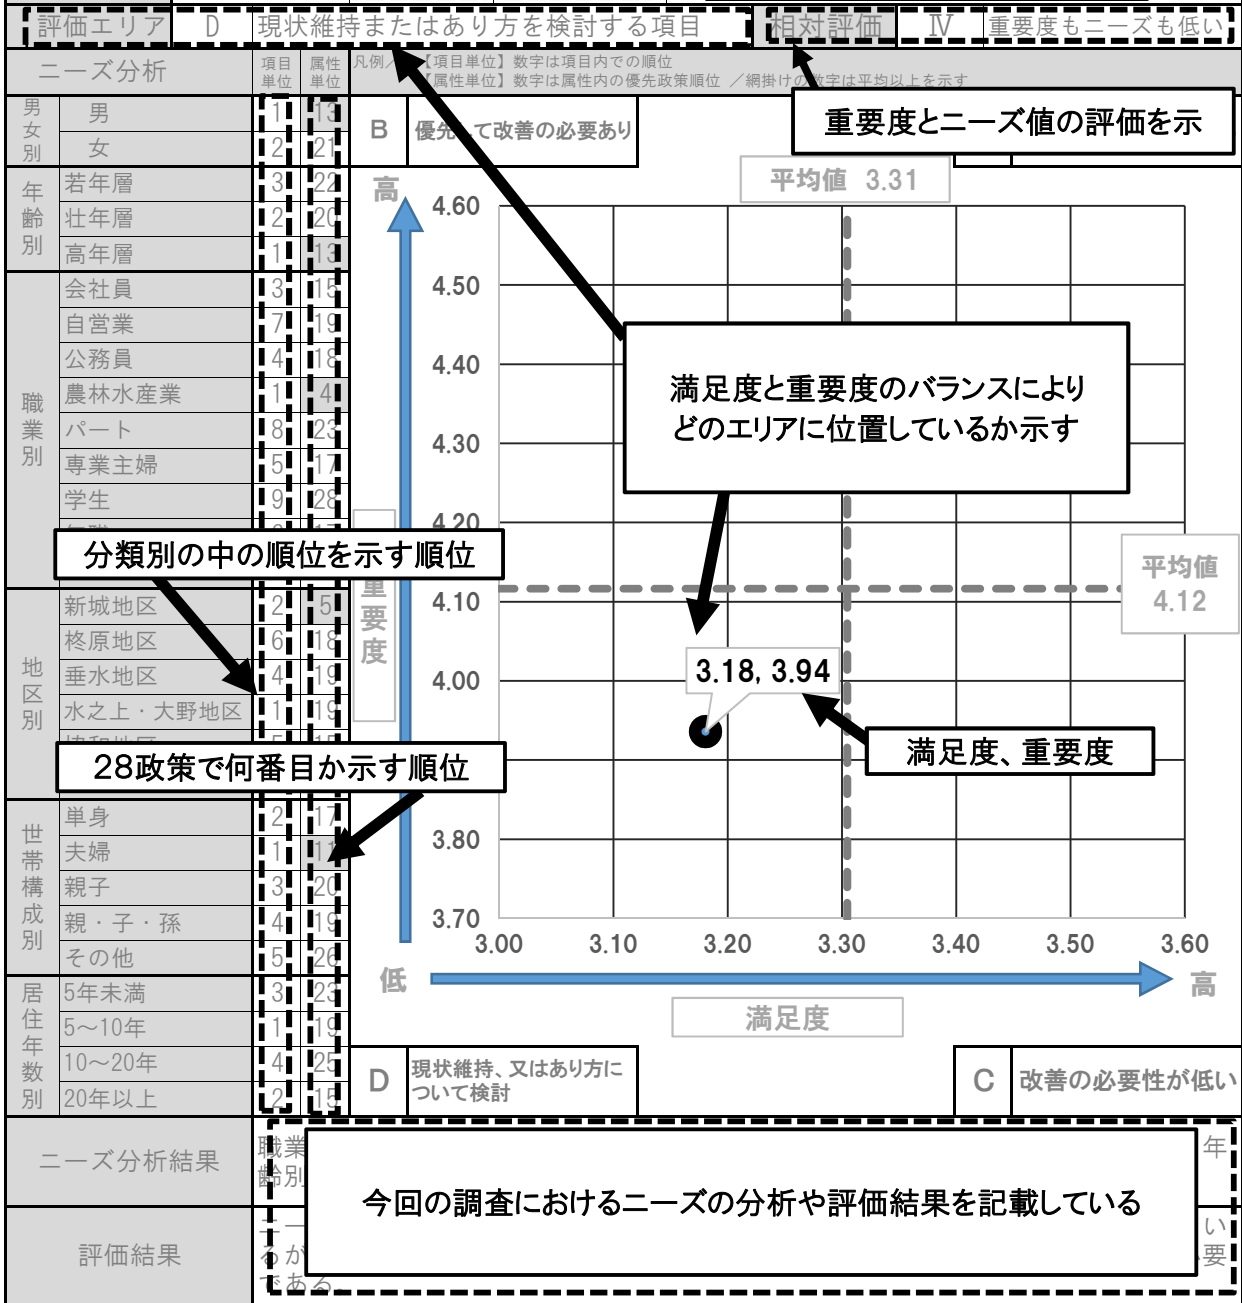 評価エリア D 現状維持またはあり方を検討する項目 相対評価 Ⅳ 重要度もニーズも低い
ニーズ分析 項目単位 属性単位
凡例／ 【項目単位】数字は項目内での順位
【属性単位】数字は属性内の優先政策順位 ／網掛けの数字は平均以上を示す
男女別
男 1 13
女 2 21
年齢別
若年層 3 22
壮年層 2 20
高年層 1 13
職業別
会社員 3 15
自営業 7 19
公務員 4 18
農林水産業 1 4
パート 8 23
専業主婦 5 17
学生 9 28
地区別
新城地区 2 5
柊原地区 6 18
垂水地区 4 19
水之上・大野地区 1 19
世帯構成別
単身 2 17
夫婦 1 11
親子 3 20
親・子・孫 4 19
その他 5 26
居住年数別
5年未満 3 23
5～10年 1 19
10～20年 4 25
20年以上 2 15
B 優先して改善の必要あり
重要度とニーズ値の評価を示
平均値 3.31
高
4.60
4.50
4.40
4.30
4.20
4.10
4.00
3.80
3.70
重要度
満足度と重要度のバランスにより
どのエリアに位置しているか示す
分類別の中の順位を示す順位
平均値
4.12
3.18, 3.94
満足度、重要度
28政策で何番目か示す順位
3.00 3.10 3.20 3.30 3.40 3.50 3.60
低
高
満足度
D 現状維持、又はあり方に
ついて検討
C 改善の必要性が低い
ニーズ分析結果
職業
年
齢別
今回の調査におけるニーズの分析や評価結果を記載している
評価結果
ニー
い
るが
要
である。